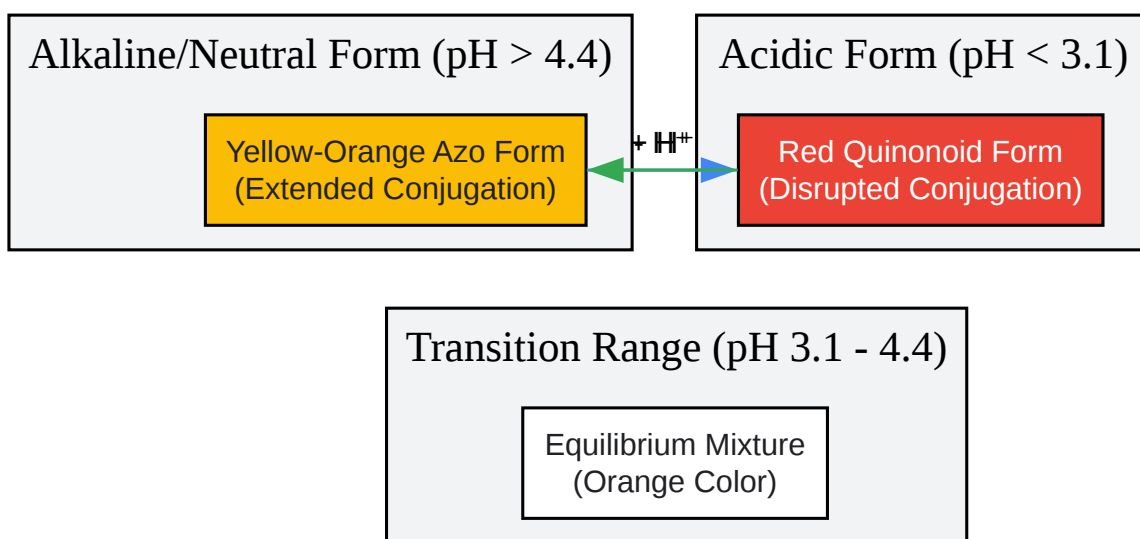 Alkaline/Neutral Form (pH > 4.4)
Yellow-Orange Azo Form
(Extended Conjugation)
Acidic Form (pH < 3.1)
Red Quinonoid Form
(Disrupted Conjugation)
Transition Range (pH 3.1 - 4.4)
Equilibrium Mixture
(Orange Color)